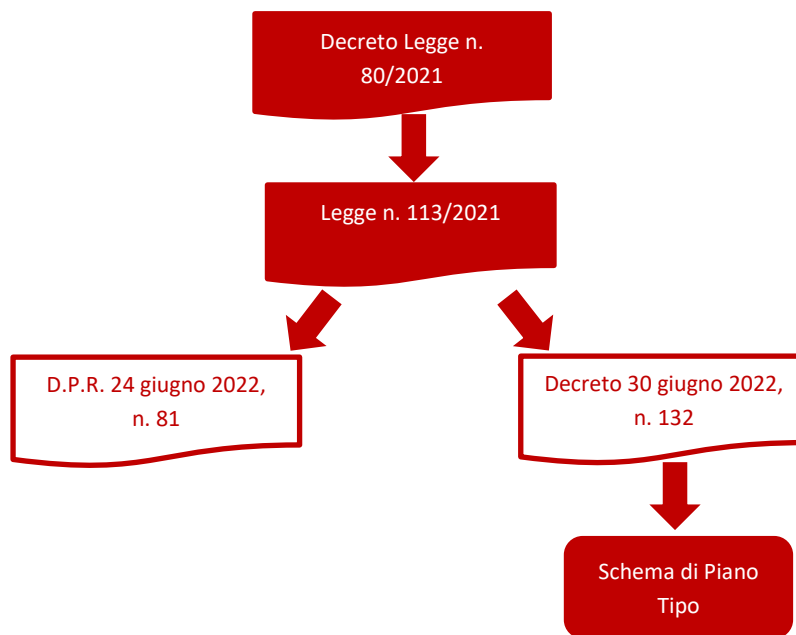 Decreto Legge n.
80/2021
Legge n. 113/2021
D.P.R. 24 giugno 2022,
n. 81
Decreto 30 giugno 2022,
n. 132
Schema di Piano
Tipo